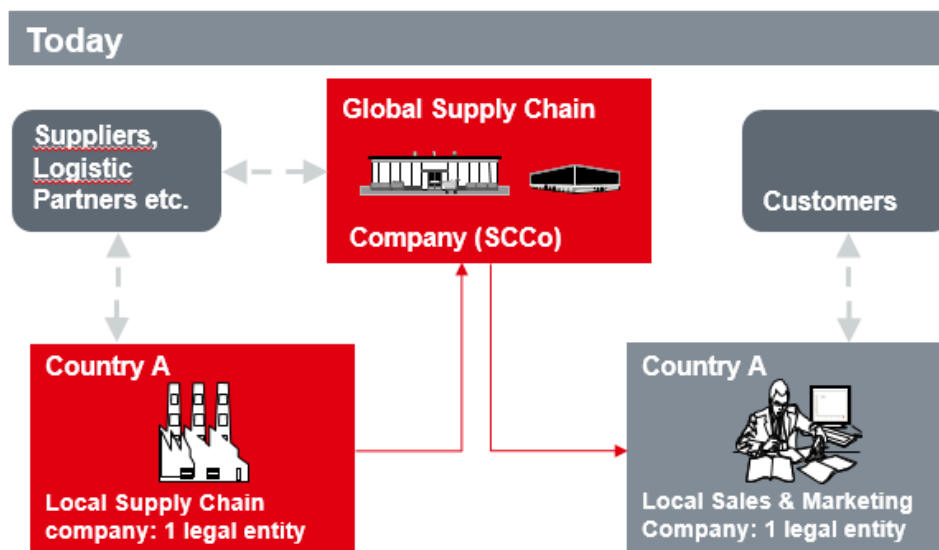 Today
Suppliers,
Logistic
Partners etc.
Global Supply Chain
Company (SCCo)
Customers
Country A
Local Supply Chain
company: 1 legal entity
Country A
Local Sales & Marketing
Company: 1 legal entity